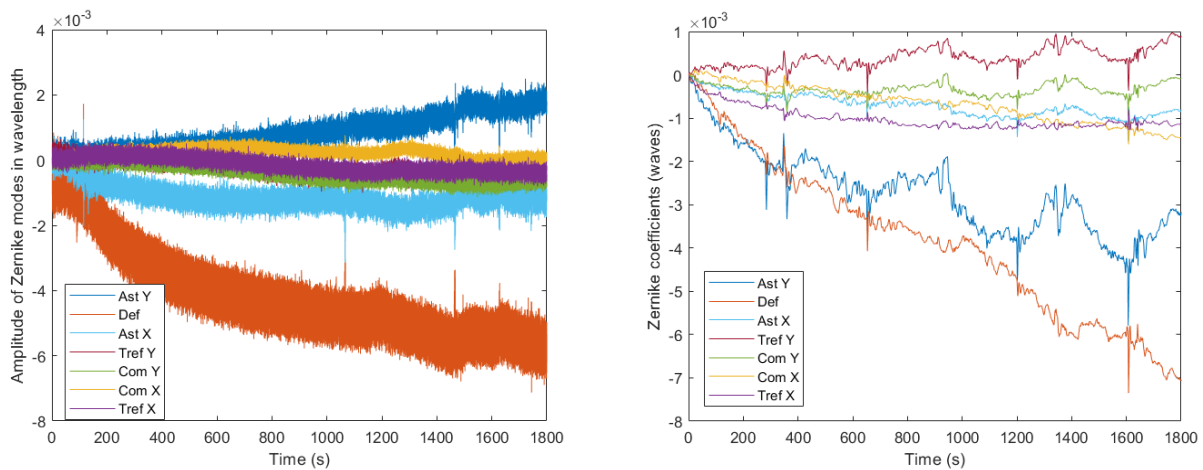 ×10⁻³
4
2
0
-2
-4
-6
-8
0 200 400 600 800 1000 1200 1400 1600 1800
Time (s)
Amplitude of Zernike modes in wavelength
Ast Y
Def
Ast X
Tref Y
Com Y
Com X
Tref X
×10⁻³
1
0
-1
-2
-3
-4
-5
-6
-7
-8
0 200 400 600 800 1000 1200 1400 1600 1800
Time (s)
Zernike coefficients (waves)
Ast Y
Def
Ast X
Tref Y
Com Y
Com X
Tref X